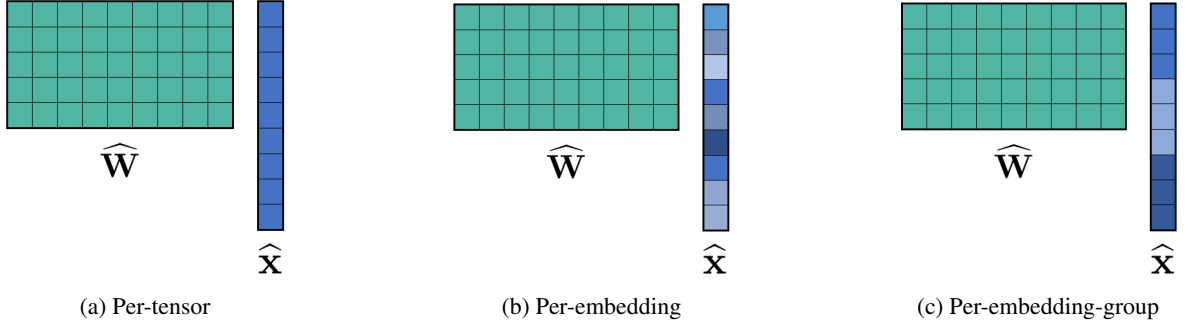 Ŵ
x̂
(a) Per-tensor
Ŵ
x̂
(b) Per-embedding
Ŵ
x̂
(c) Per-embedding-group